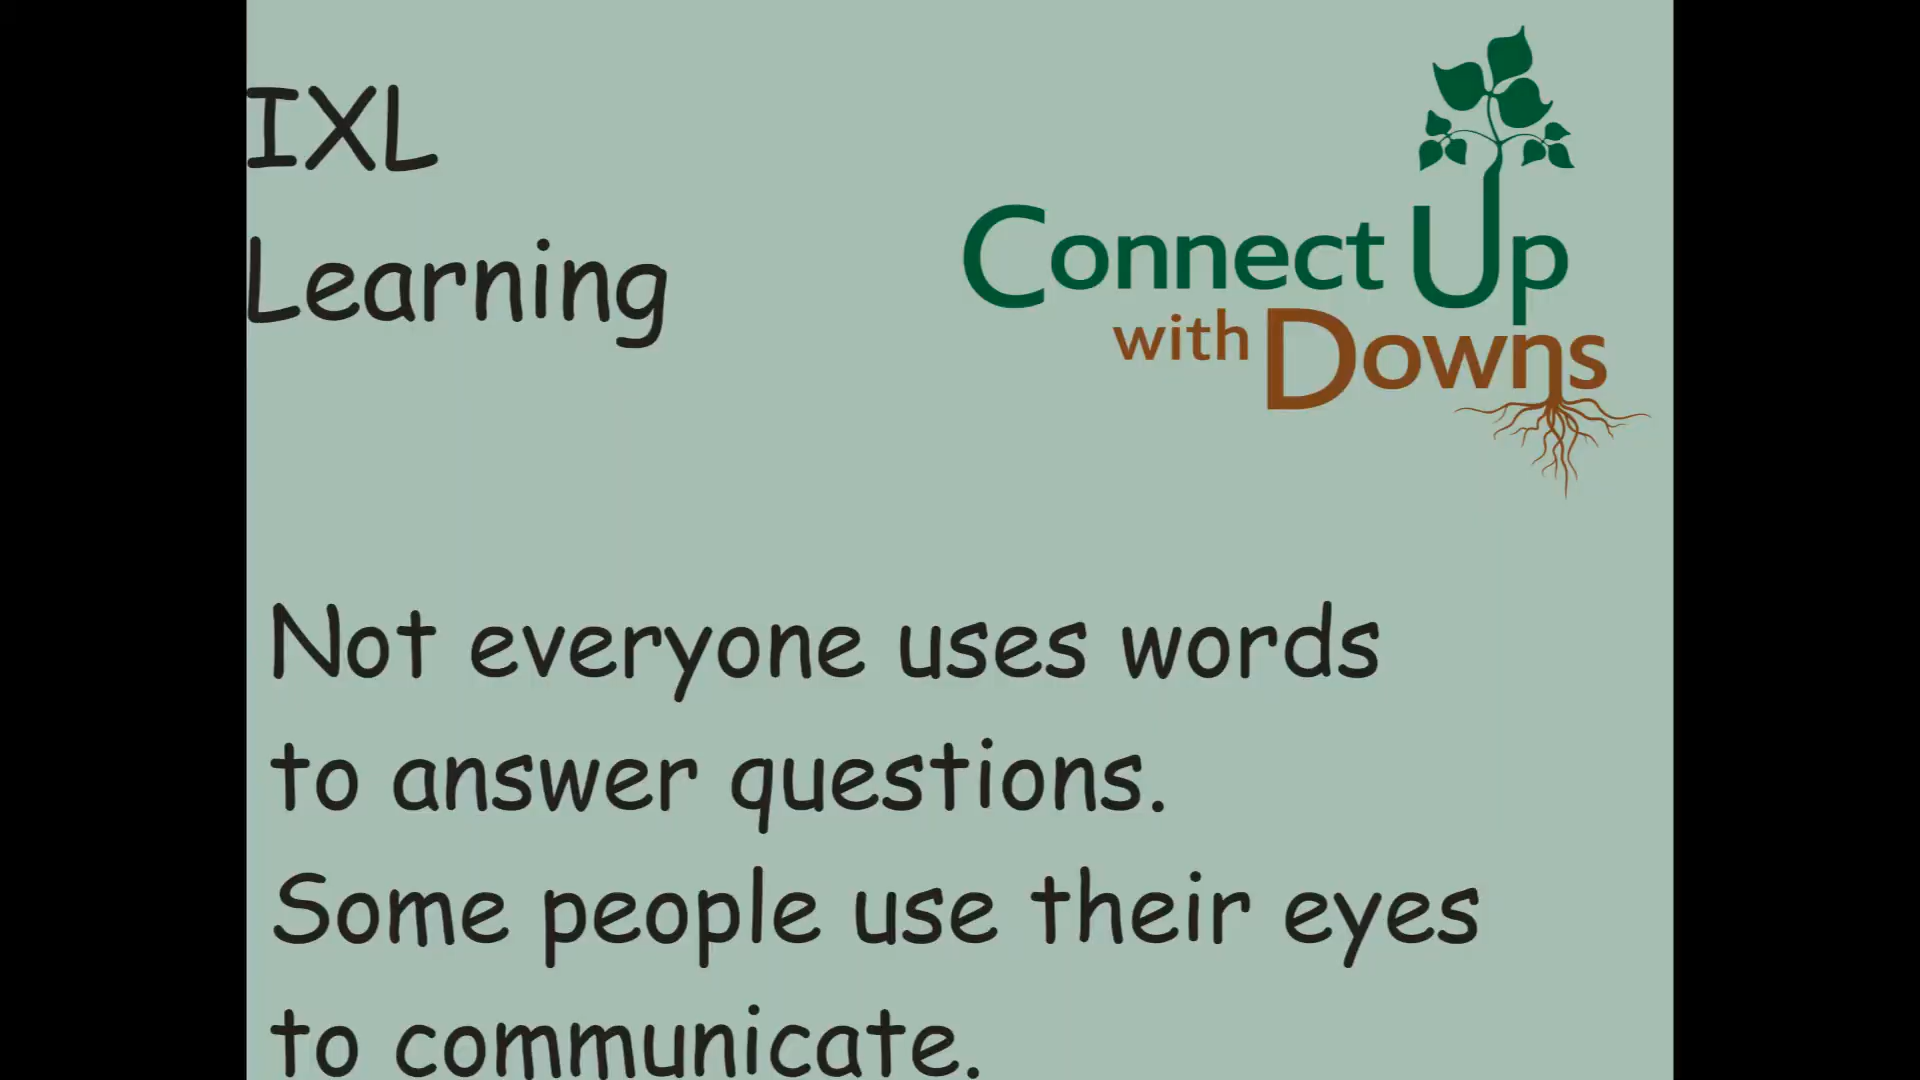 IXL
Learning
Connect Up
with Downs
Not everyone uses words
to answer questions.
Some people use their eyes
to communicate.